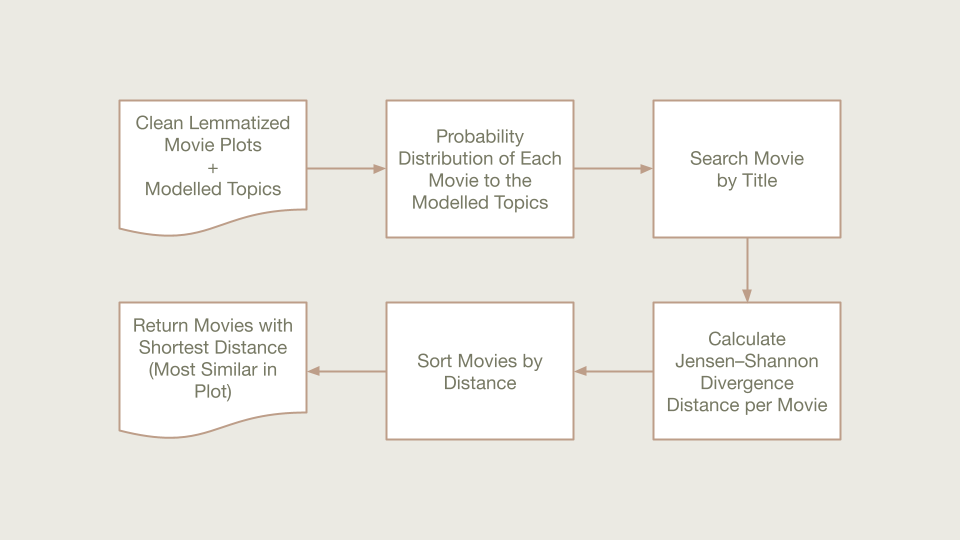 Clean Lemmatized
Movie Plots
+
Modelled Topics
Probability
Distribution of Each
Movie to the
Modelled Topics
Search Movie
by Title
Calculate
Jensen–Shannon
Divergence
Distance per Movie
Sort Movies by
Distance
Return Movies with
Shortest Distance
(Most Similar in
Plot)